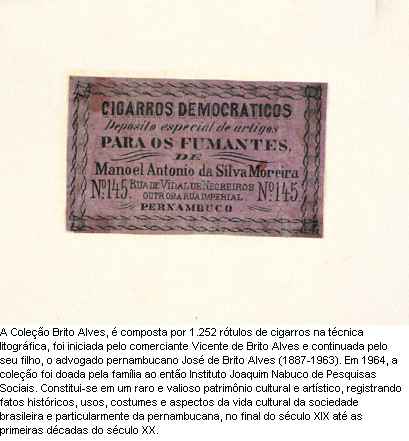 CIGARROS DEMOCRATICOS
Deposito especial de artigos
PARA OS FUMANTES,
DE
Manoel Antonio da Silva Moreira
Nº 145. RUA DE VIDAL DE NEGREIROS Nº 145.
OUTRORA RUA IMPERIAL
PERNAMBUCO
A Coleção Brito Alves, é composta por 1.252 rótulos de cigarros na técnica
litográfica, foi iniciada pelo comerciante Vicente de Brito Alves e continuada pelo
seu filho, o advogado pernambucano José de Brito Alves (1887-1963). Em 1964, a
coleção foi doada pela família ao então Instituto Joaquim Nabuco de Pesquisas
Sociais. Constitui-se em um raro e valioso patrimônio cultural e artístico, registrando
fatos históricos, usos, costumes e aspectos da vida cultural da sociedade
brasileira e particularmente da pernambucana, no final do século XIX até as
primeiras décadas do século XX.